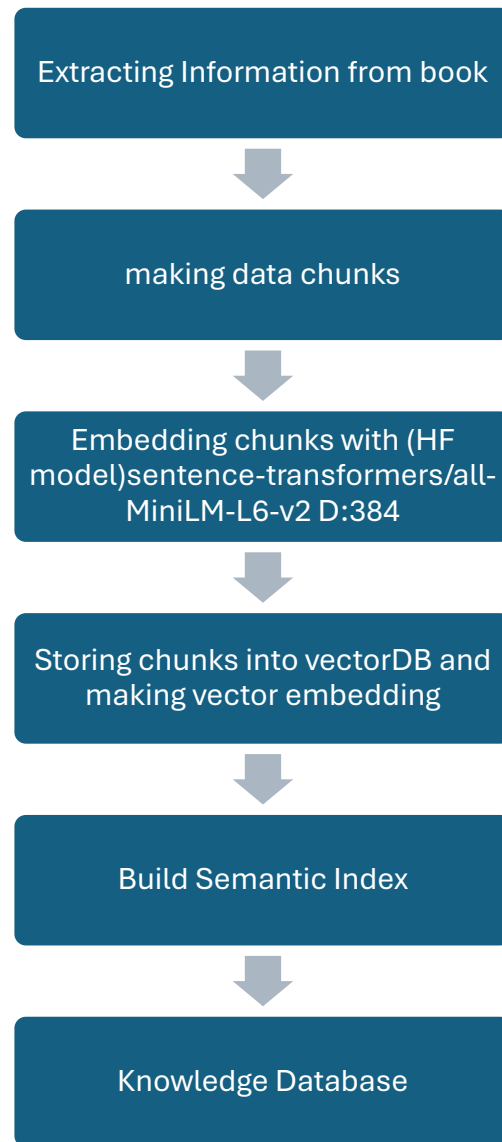 Extracting Information from book
making data chunks
Embedding chunks with (HF
model)sentence-transformers/all-
MiniLM-L6-v2 D:384
Storing chunks into vectorDB and
making vector embedding
Build Semantic Index
Knowledge Database